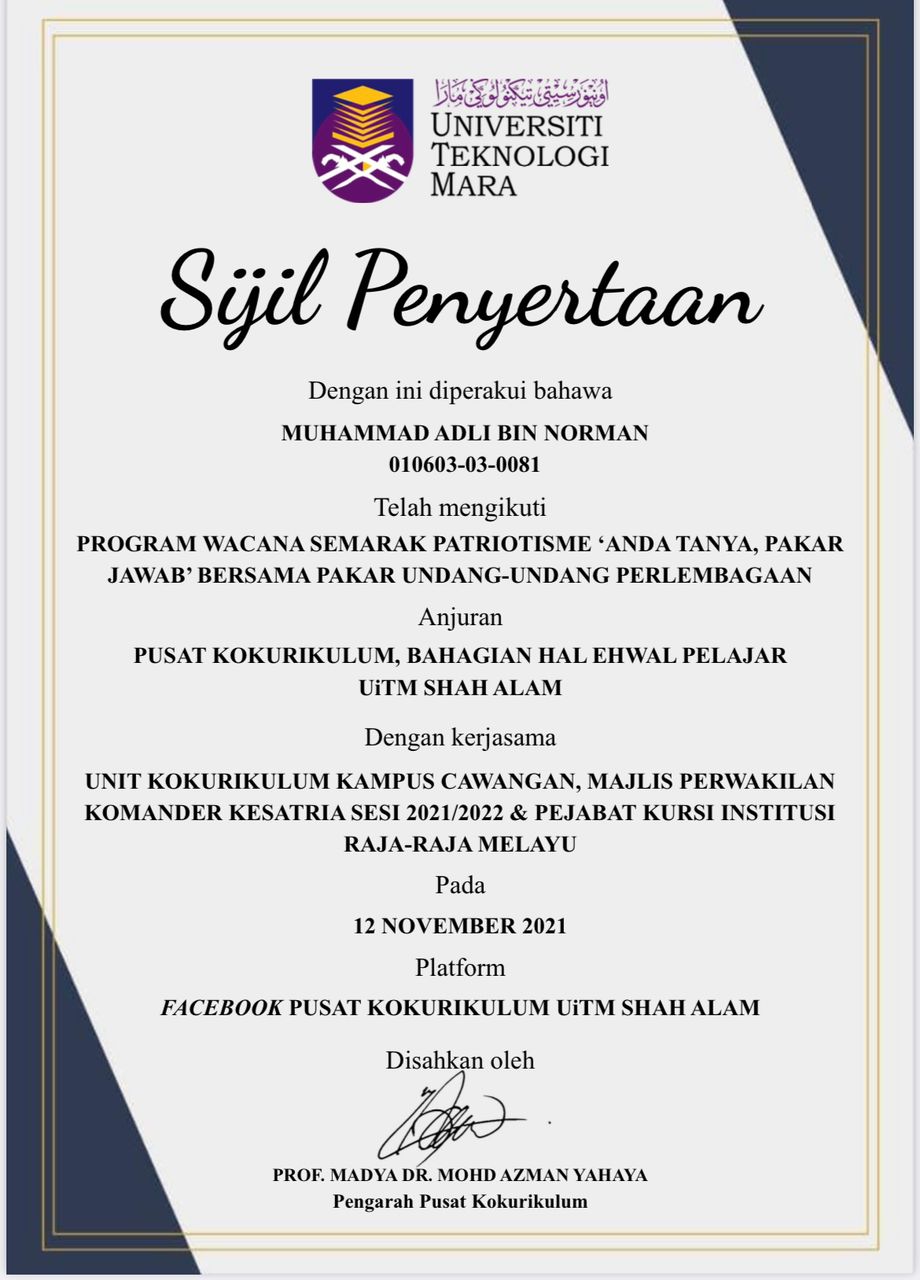 اونيۏرسيتي تيکنولوݢي مارا
UNIVERSITI
TEKNOLOGI
MARA
Sijil Penyertaan
Dengan ini diperakui bahawa
MUHAMMAD ADLI BIN NORMAN
010603-03-0081
Telah mengikuti
PROGRAM WACANA SEMARAK PATRIOTISME ‘ANDA TANYA, PAKAR
JAWAB’ BERSAMA PAKAR UNDANG-UNDANG PERLEMBAGAAN
Anjuran
PUSAT KOKURIKULUM, BAHAGIAN HAL EHWAL PELAJAR
UiTM SHAH ALAM
Dengan kerjasama
UNIT KOKURIKULUM KAMPUS CAWANGAN, MAJLIS PERWAKILAN
KOMANDER KESATRIA SESI 2021/2022 & PEJABAT KURSI INSTITUSI
RAJA-RAJA MELAYU
Pada
12 NOVEMBER 2021
Platform
FACEBOOK PUSAT KOKURIKULUM UiTM SHAH ALAM
Disahkan oleh
PROF. MADYA DR. MOHD AZMAN YAHAYA
Pengarah Pusat Kokurikulum